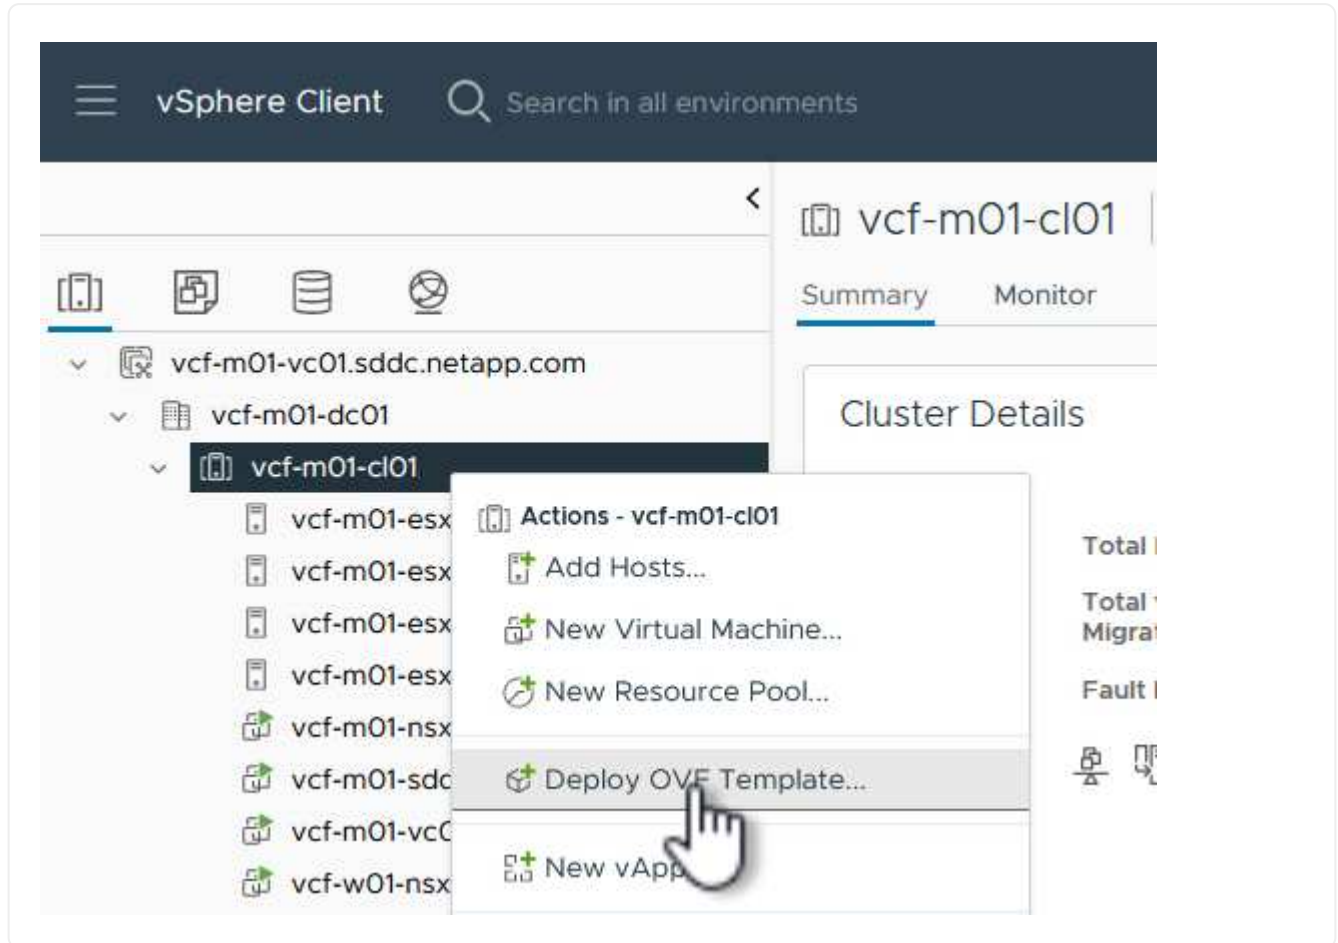 vSphere Client Search in all environments
vcf-m01-cl01
Summary Monitor
vcf-m01-vc01.sddc.netapp.com
vcf-m01-dc01
Cluster Details
vcf-m01-cl01
vcf-m01-esx
Actions - vcf-m01-cl01
Total
Add Hosts...
vcf-m01-esx
Total
vcf-m01-esx
New Virtual Machine...
Migrat
vcf-m01-esx
New Resource Pool...
Fault
vcf-m01-nsx
vcf-m01-sdd
Deploy OVF Template...
vcf-m01-vc0
vcf-w01-nsx
New vApp